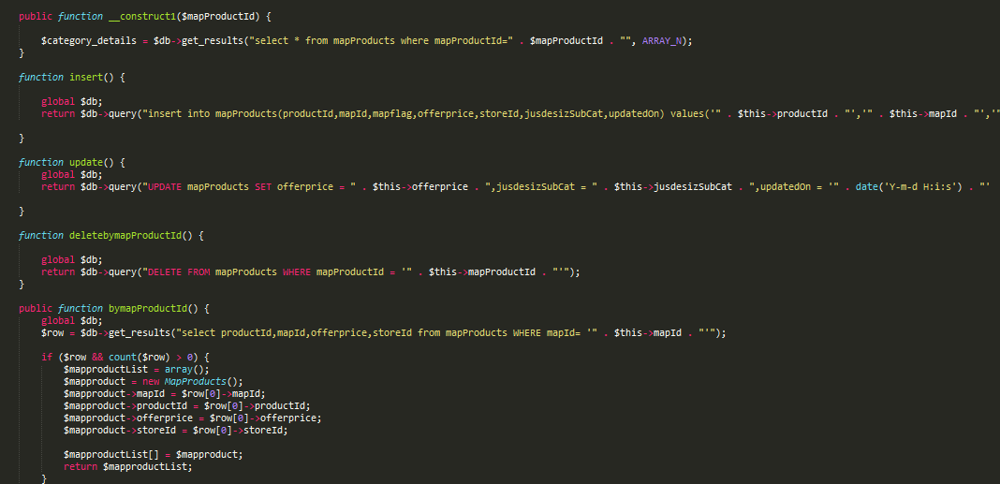 public function __construct1($mapProductId) {
$category_details = $db->get_results("select * from mapProducts where mapProductId=" . $mapProductId . "", ARRAY_N);
}
function insert() {
global $db;
return $db->query("insert into mapProducts(productId,mapId,mapflag,offerprice,storeId,jusdesizSubCat,updatedOn) values('" . $this->productId . "','" . $this->mapId . "','"
}
function update() {
global $db;
return $db->query("UPDATE mapProducts SET offerprice = " . $this->offerprice . ",jusdesizSubCat = " . $this->jusdesizSubCat . ",updatedOn = '" . date('Y-m-d H:i:s') . "'
}
function deletebymapProductId() {
global $db;
return $db->query("DELETE FROM mapProducts WHERE mapProductId = '" . $this->mapProductId . "'");
}
public function bymapProductId() {
global $db;
$row = $db->get_results("select productId,mapId,offerprice,storeId from mapProducts WHERE mapId= '" . $this->mapId . "'");
if ($row && count($row) > 0) {
$mapproductList = array();
$mapproduct = new MapProducts();
$mapproduct->mapId = $row[0]->mapId;
$mapproduct->productId = $row[0]->productId;
$mapproduct->offerprice = $row[0]->offerprice;
$mapproduct->storeId = $row[0]->storeId;
$mapproductList[] = $mapproduct;
return $mapproductList;
}